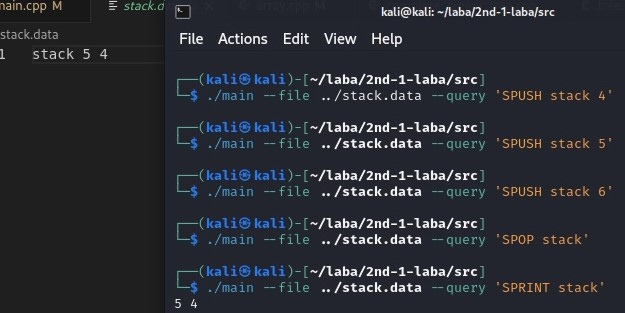 main.cpp M
stack.d
stack.data
1 stack 5 4
kali@kali: ~/laba/2nd-1-laba/src
File Actions Edit View Help
┌──(kali㉿kali)-[~/laba/2nd-1-laba/src]
└─$ ./main --file ../stack.data --query 'SPUSH stack 4'
┌──(kali㉿kali)-[~/laba/2nd-1-laba/src]
└─$ ./main --file ../stack.data --query 'SPUSH stack 5'
┌──(kali㉿kali)-[~/laba/2nd-1-laba/src]
└─$ ./main --file ../stack.data --query 'SPUSH stack 6'
┌──(kali㉿kali)-[~/laba/2nd-1-laba/src]
└─$ ./main --file ../stack.data --query 'SPOP stack'
┌──(kali㉿kali)-[~/laba/2nd-1-laba/src]
└─$ ./main --file ../stack.data --query 'SPRINT stack'
5 4